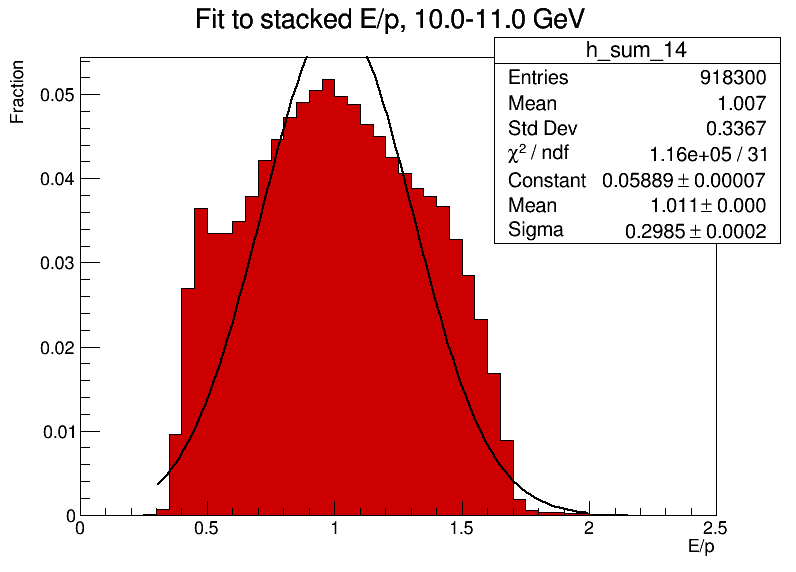 Fit to stacked E/p, 10.0-11.0 GeV
h_sum_14
Entries 918300
Mean 1.007
Std Dev 0.3367
χ² / ndf 1.16e+05 / 31
Constant 0.05889 ± 0.00007
Mean 1.011 ± 0.000
Sigma 0.2985 ± 0.0002
Fraction
0.05
0.04
0.03
0.02
0.01
0
0 0.5 1 1.5 2 2.5
E/p